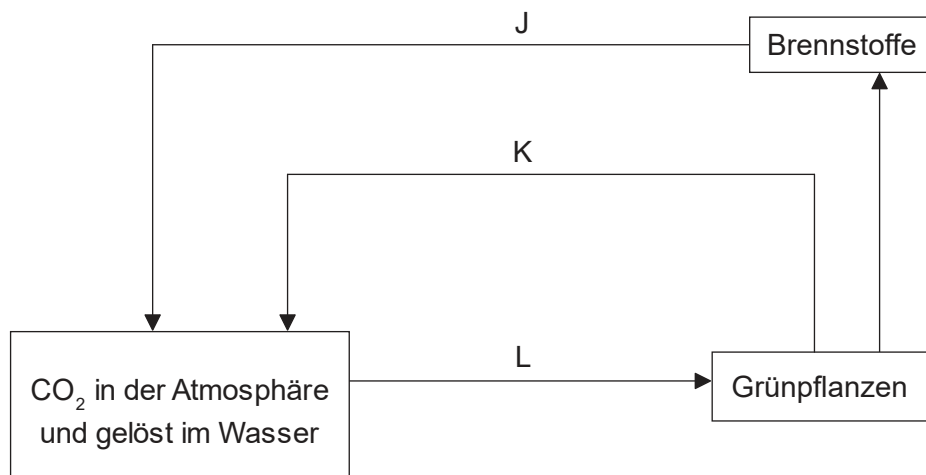 J
Brennstoffe
K
L
CO₂ in der Atmosphäre
und gelöst im Wasser
Grünpflanzen